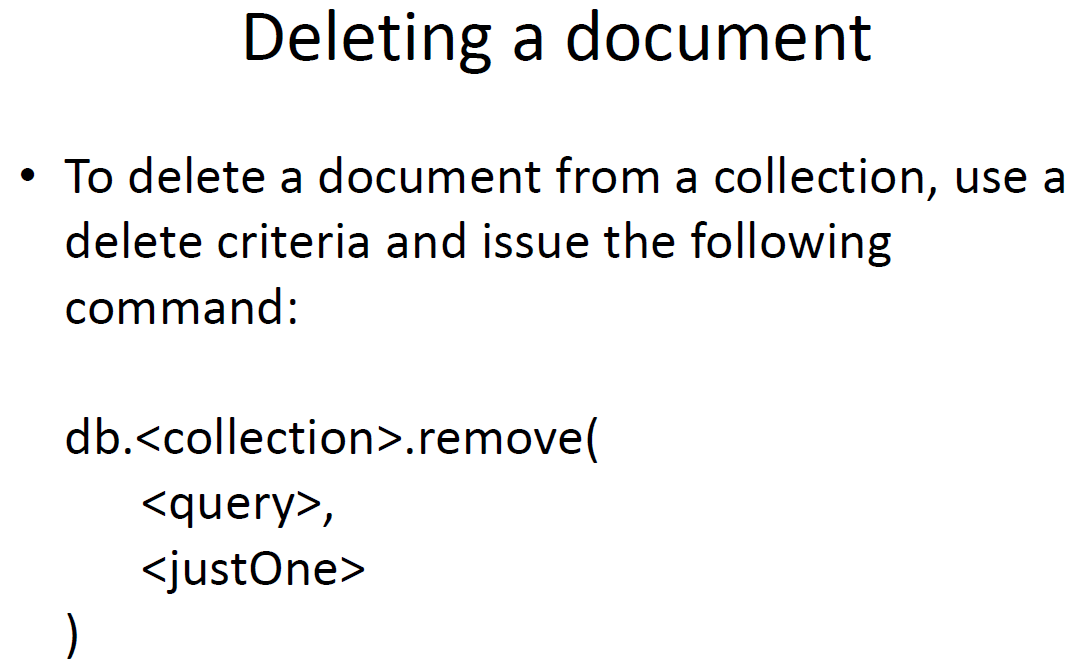 Deleting a document
• To delete a document from a collection, use a
delete criteria and issue the following
command:
db.<collection>.remove(
<query>,
<justOne>
)